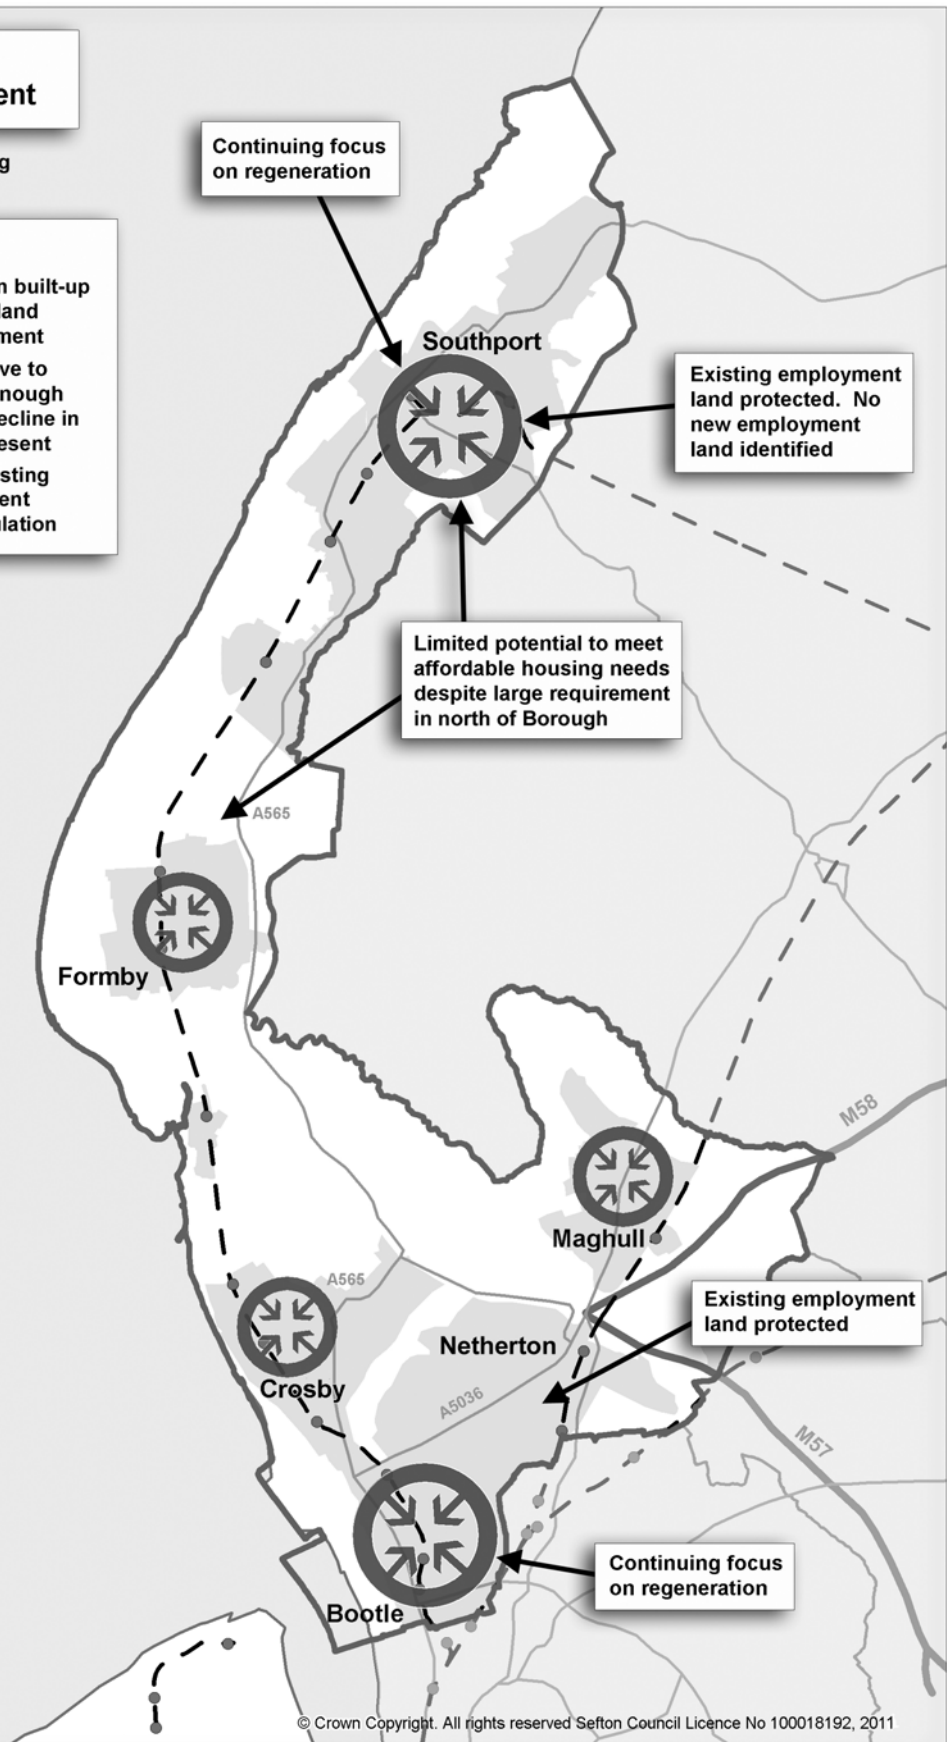 ent
g
n built-up
land
ment
ve to
nough
ecline in
esent
sting
ent
ulation
Continuing focus
on regeneration
Southport
Existing employment
land protected.  No
new employment
land identified
Limited potential to meet
affordable housing needs
despite large requirement
in north of Borough
A565
Formby
M58
Maghull
A565
Existing employment
land protected
Netherton
Crosby
A5036
M57
Continuing focus
on regeneration
Bootle
© Crown Copyright. All rights reserved Sefton Council Licence No 100018192, 2011